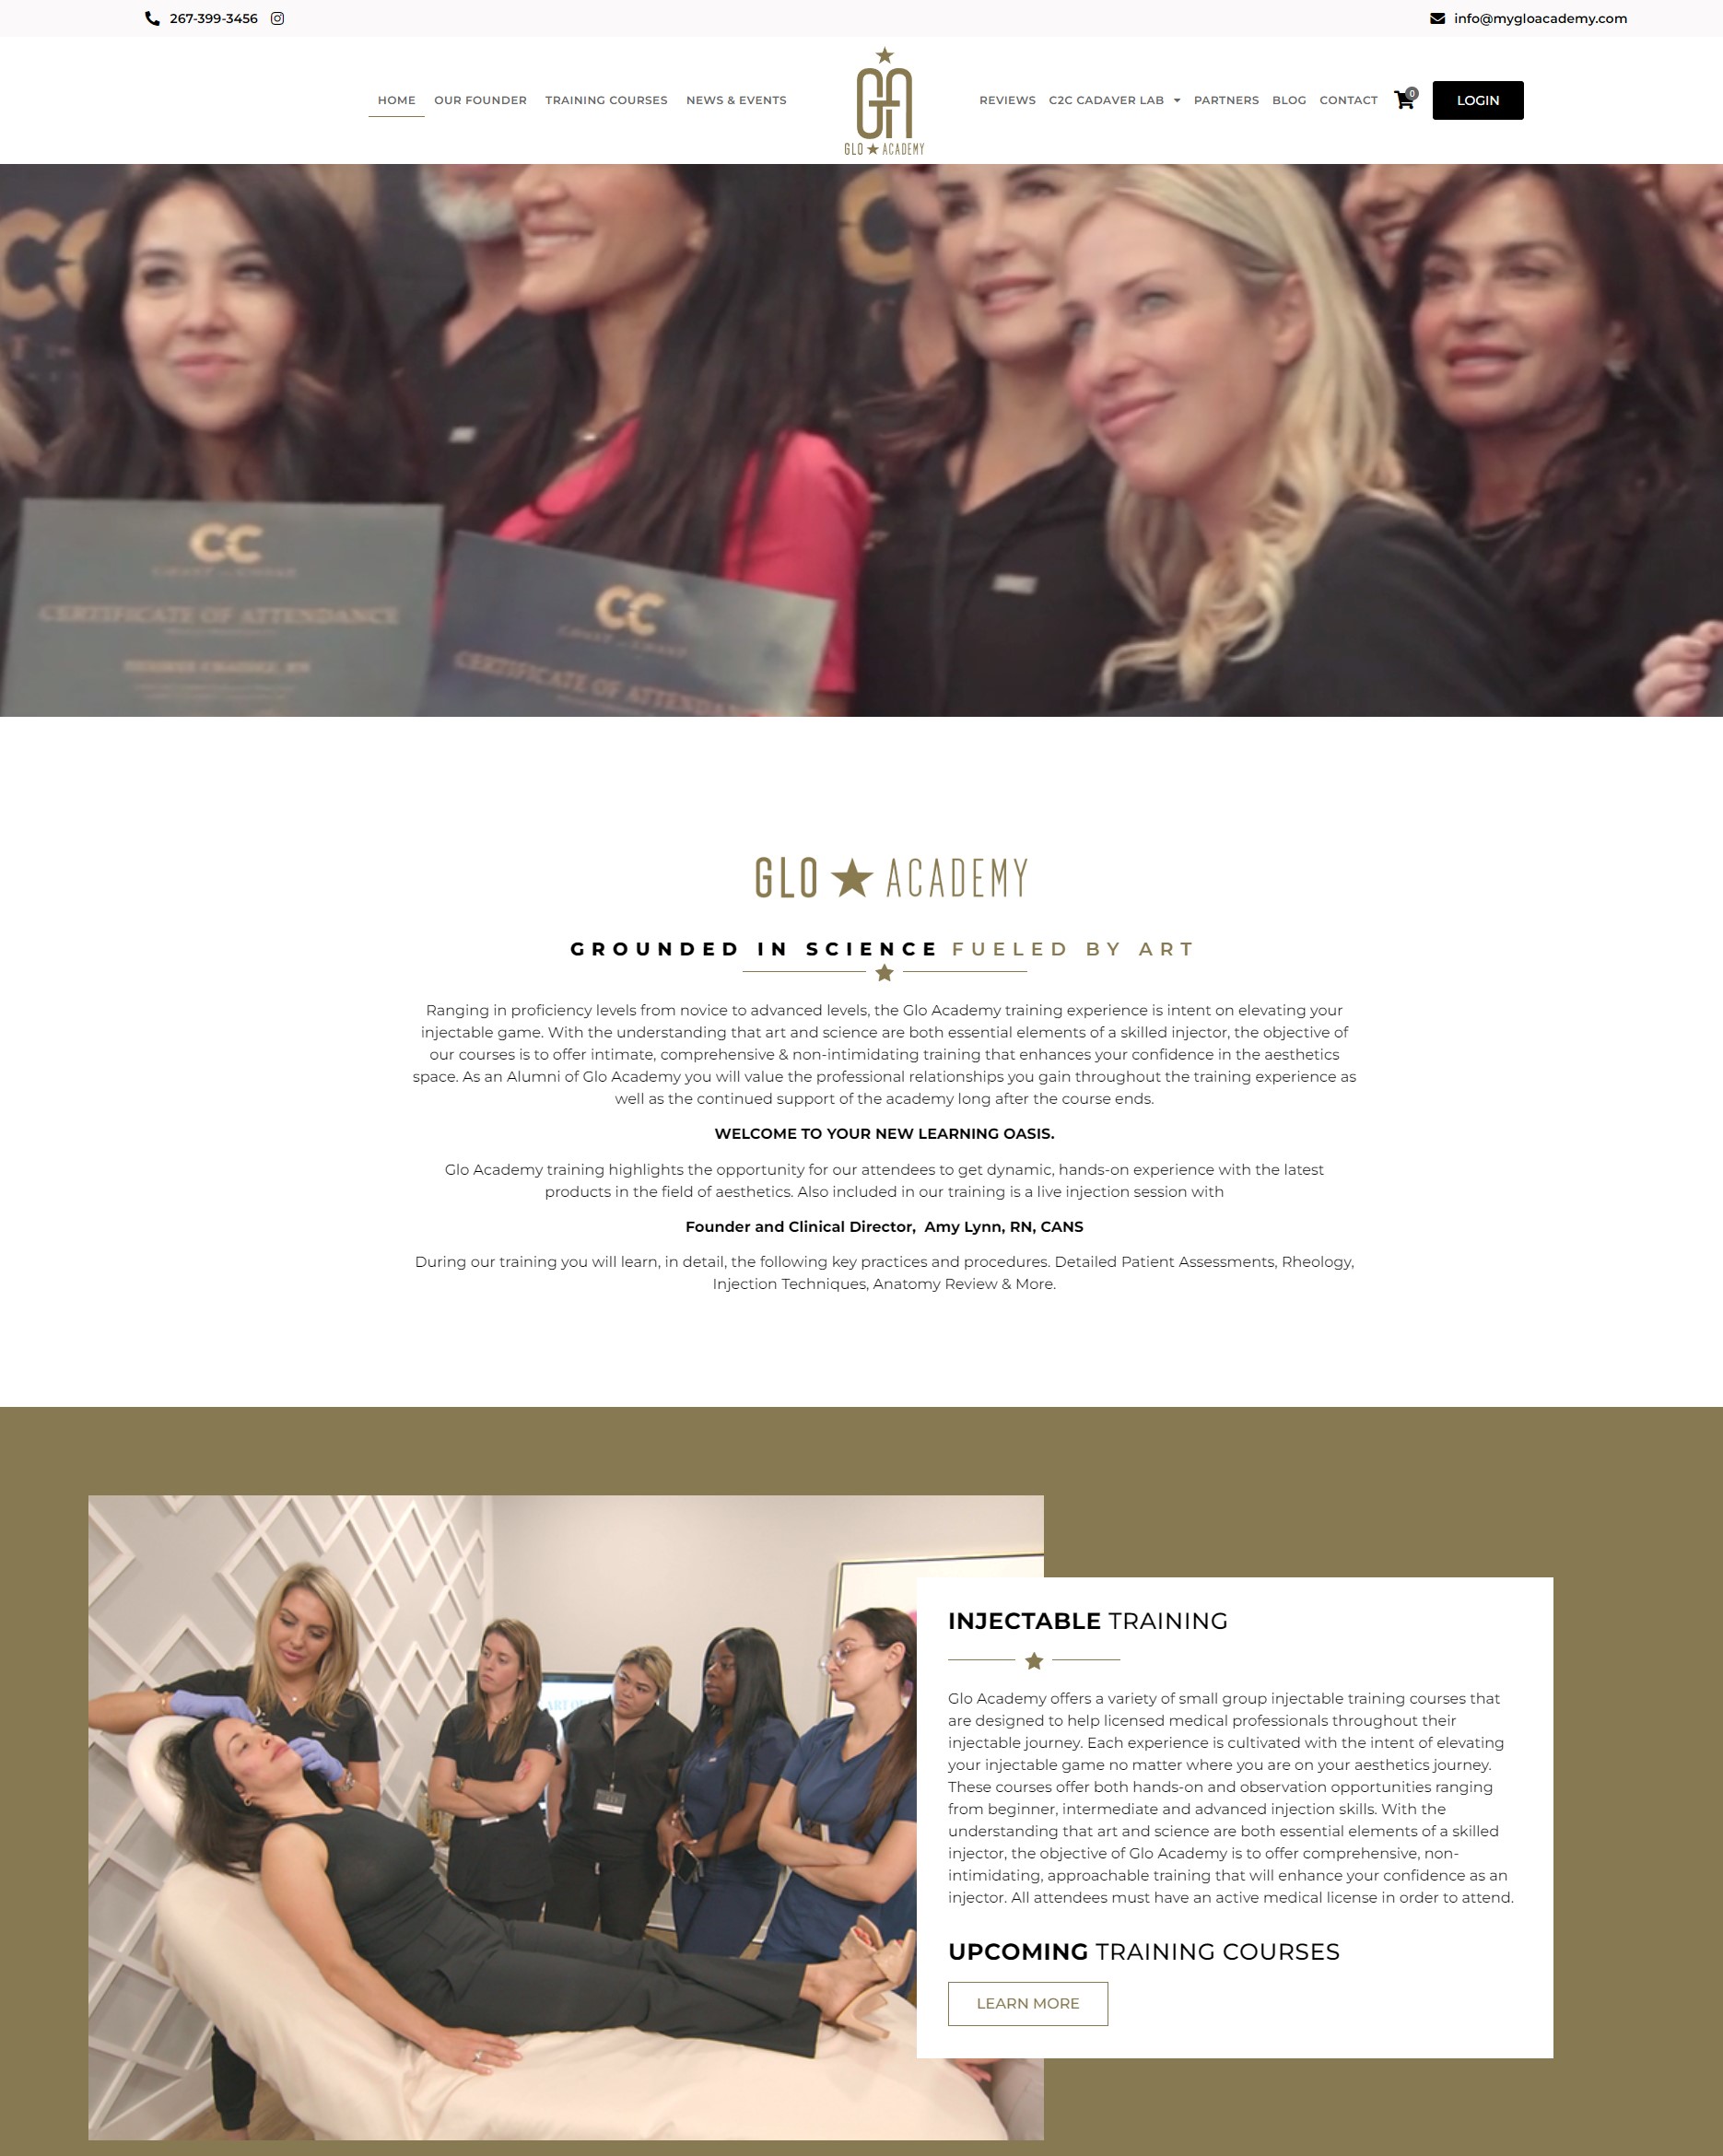 267-399-3456
info@mygloacademy.com
HOME OUR FOUNDER TRAINING COURSES NEWS & EVENTS
GA
GLO ACADEMY
REVIEWS C2C CADAVER LAB PARTNERS BLOG CONTACT 0 LOGIN
CC
CERTIFICATE OF ATTENDANCE
CC
CERTIFICATE OF ATTENDANCE
GLO ACADEMY
GROUNDED IN SCIENCE FUELED BY ART
Ranging in proficiency levels from novice to advanced levels, the Glo Academy training experience is intent on elevating your
injectable game. With the understanding that art and science are both essential elements of a skilled injector, the objective of
our courses is to offer intimate, comprehensive & non-intimidating training that enhances your confidence in the aesthetics
space. As an Alumni of Glo Academy you will value the professional relationships you gain throughout the training experience as
well as the continued support of the academy long after the course ends.
WELCOME TO YOUR NEW LEARNING OASIS.
Glo Academy training highlights the opportunity for our attendees to get dynamic, hands-on experience with the latest
products in the field of aesthetics. Also included in our training is a live injection session with
Founder and Clinical Director, Amy Lynn, RN, CANS
During our training you will learn, in detail, the following key practices and procedures. Detailed Patient Assessments, Rheology,
Injection Techniques, Anatomy Review & More.
INJECTABLE TRAINING
Glo Academy offers a variety of small group injectable training courses that
are designed to help licensed medical professionals throughout their
injectable journey. Each experience is cultivated with the intent of elevating
your injectable game no matter where you are on your aesthetics journey.
These courses offer both hands-on and observation opportunities ranging
from beginner, intermediate and advanced injection skills. With the
understanding that art and science are both essential elements of a skilled
injector, the objective of Glo Academy is to offer comprehensive, non-
intimidating, approachable training that will enhance your confidence as an
injector. All attendees must have an active medical license in order to attend.
UPCOMING TRAINING COURSES
LEARN MORE